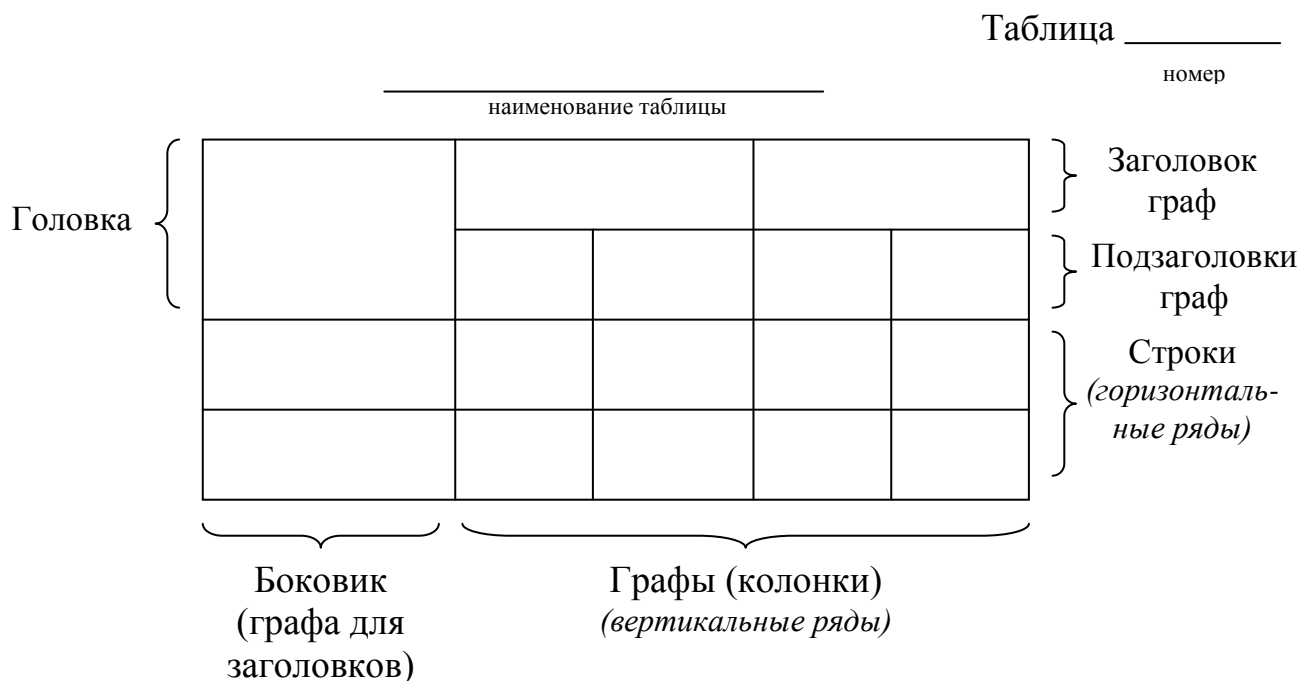 Таблица
номер
наименование таблицы
Головка
Заголовок
граф
Подзаголовки
граф
Строки
(горизонталь-
ные ряды)
Боковик
(графа для
заголовков)
Графы (колонки)
(вертикальные ряды)